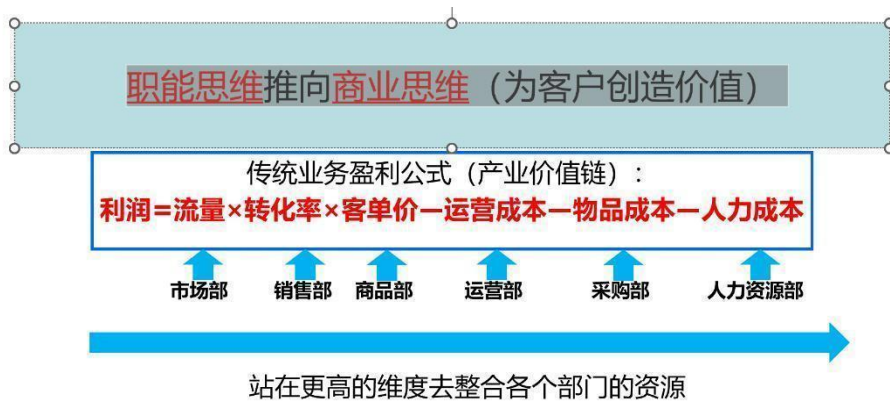 职能思维推向商业思维（为客户创造价值）
传统业务盈利公式（产业价值链）:
利润=流量×转化率×客单价—运营成本—物品成本—人力成本
市场部 销售部 商品部 运营部 采购部 人力资源部
站在更高的维度去整合各个部门的资源